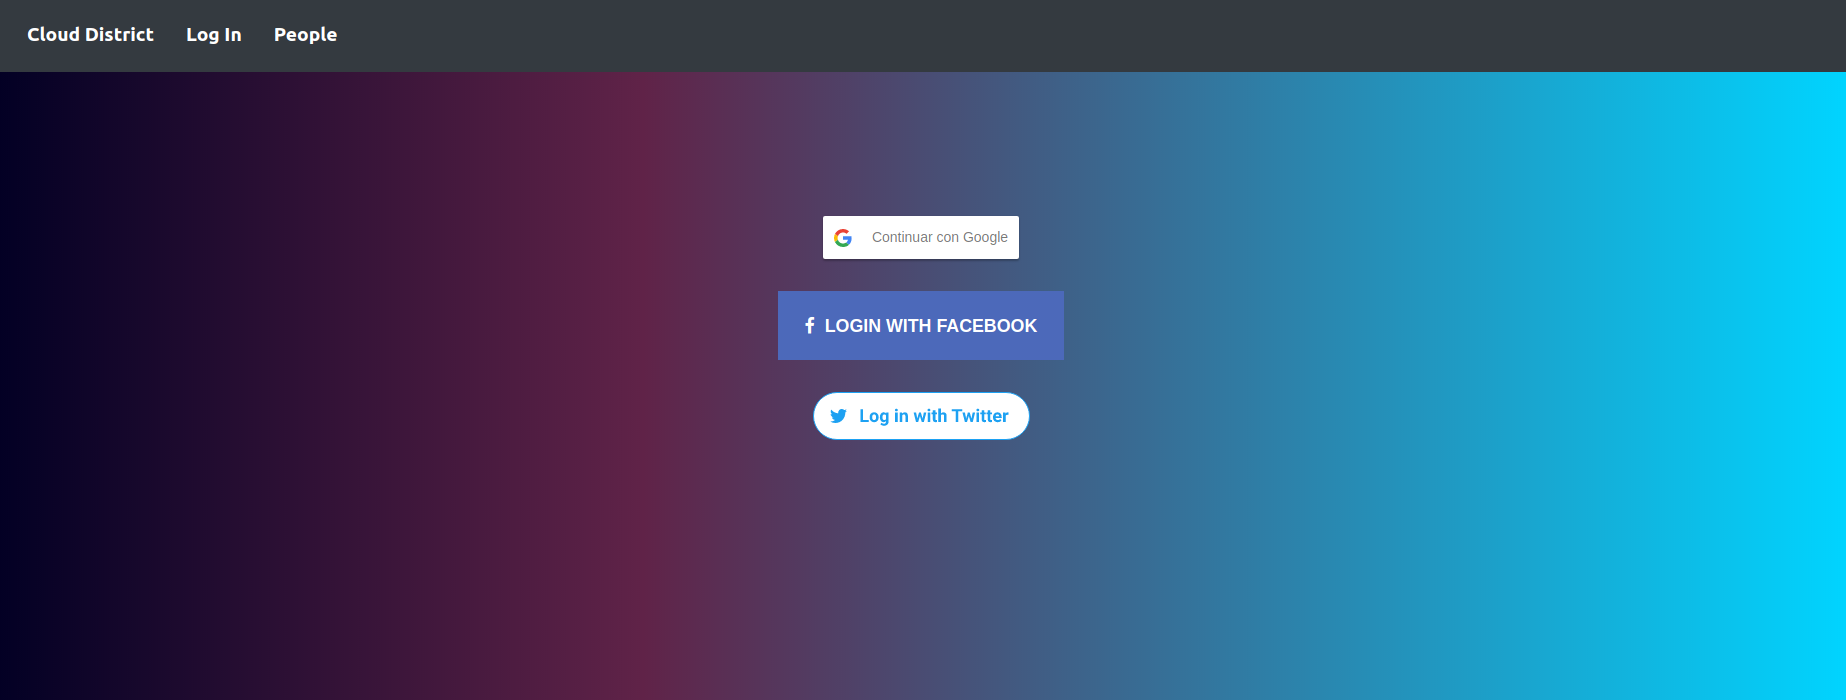 Cloud District Log In People
Continuar con Google
LOGIN WITH FACEBOOK
Log in with Twitter